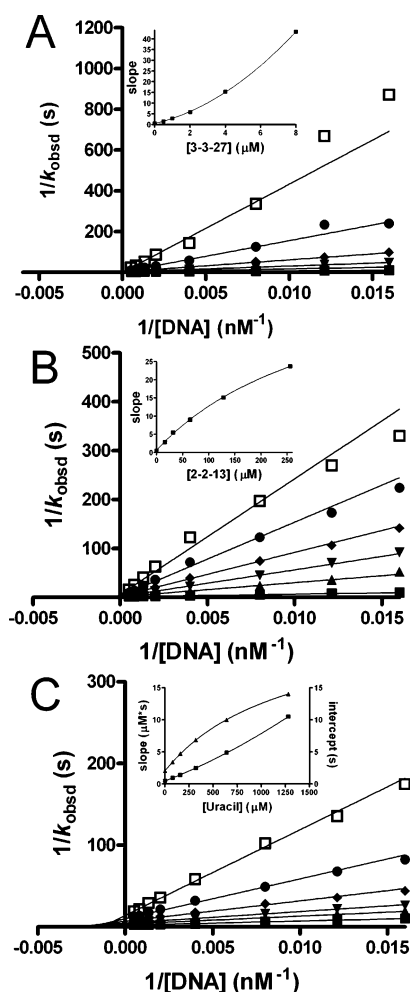 A
1200
1000
800
600
400
200
1/kobsd (s)
slope
40
35
30
25
20
15
10
5
0
0 2 4 6 8
[3-3-27] (μM)
-0.005 0.000 0.005 0.010 0.015
1/[DNA] (nM-1)
B
500
400
300
200
100
1/kobsd (s)
slope
25
20
15
10
5
0
0 50 100 150 200 250
[2-2-13] (μM)
-0.005 0.000 0.005 0.010 0.015
1/[DNA] (nM-1)
C
300
200
100
1/kobsd (s)
slope (μM*s)
15
10
5
0
15
10
5
0
intercept (s)
0 250 500 750 1000 1250 1500
[Uracil] (μM)
-0.005 0.000 0.005 0.010 0.015
1/[DNA] (nM-1)